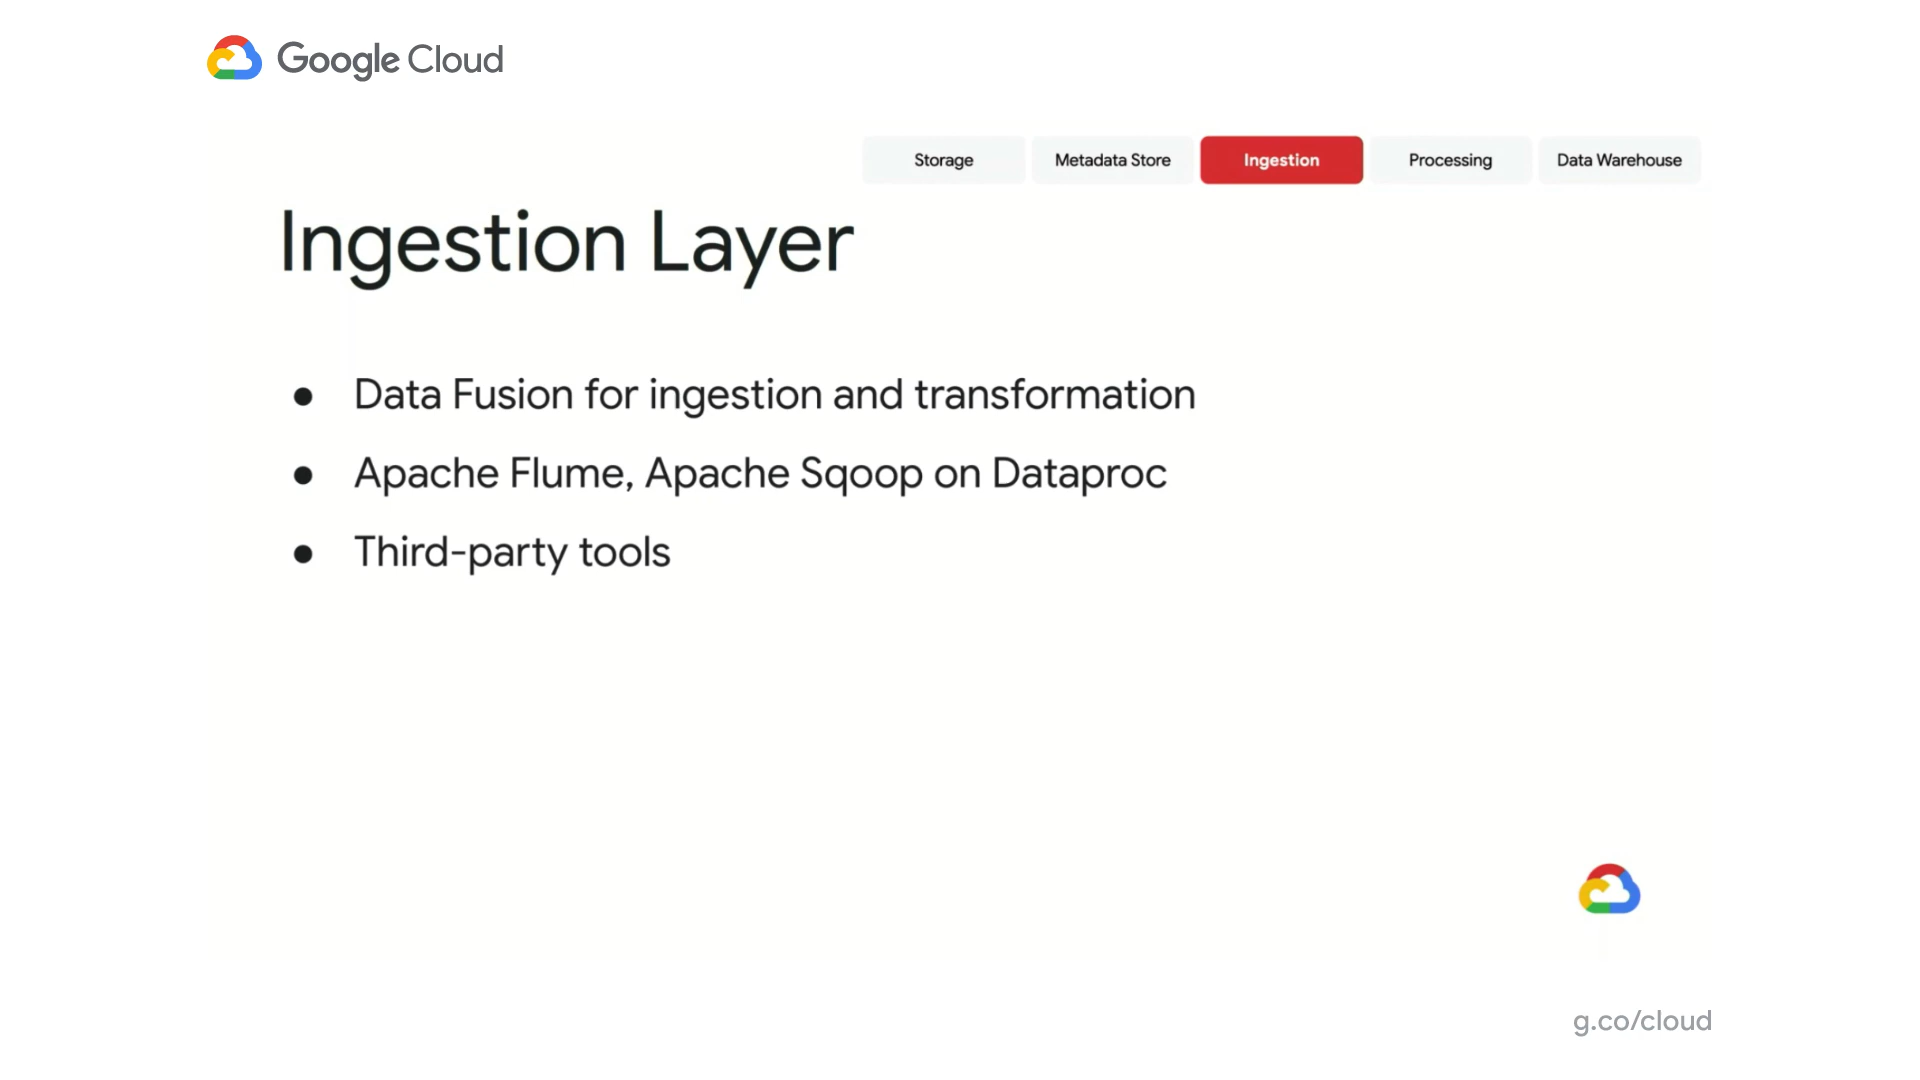 Google Cloud
Storage
Metadata Store
Ingestion
Processing
Data Warehouse
Ingestion Layer
● Data Fusion for ingestion and transformation
● Apache Flume, Apache Sqoop on Dataproc
● Third-party tools
g.co/cloud